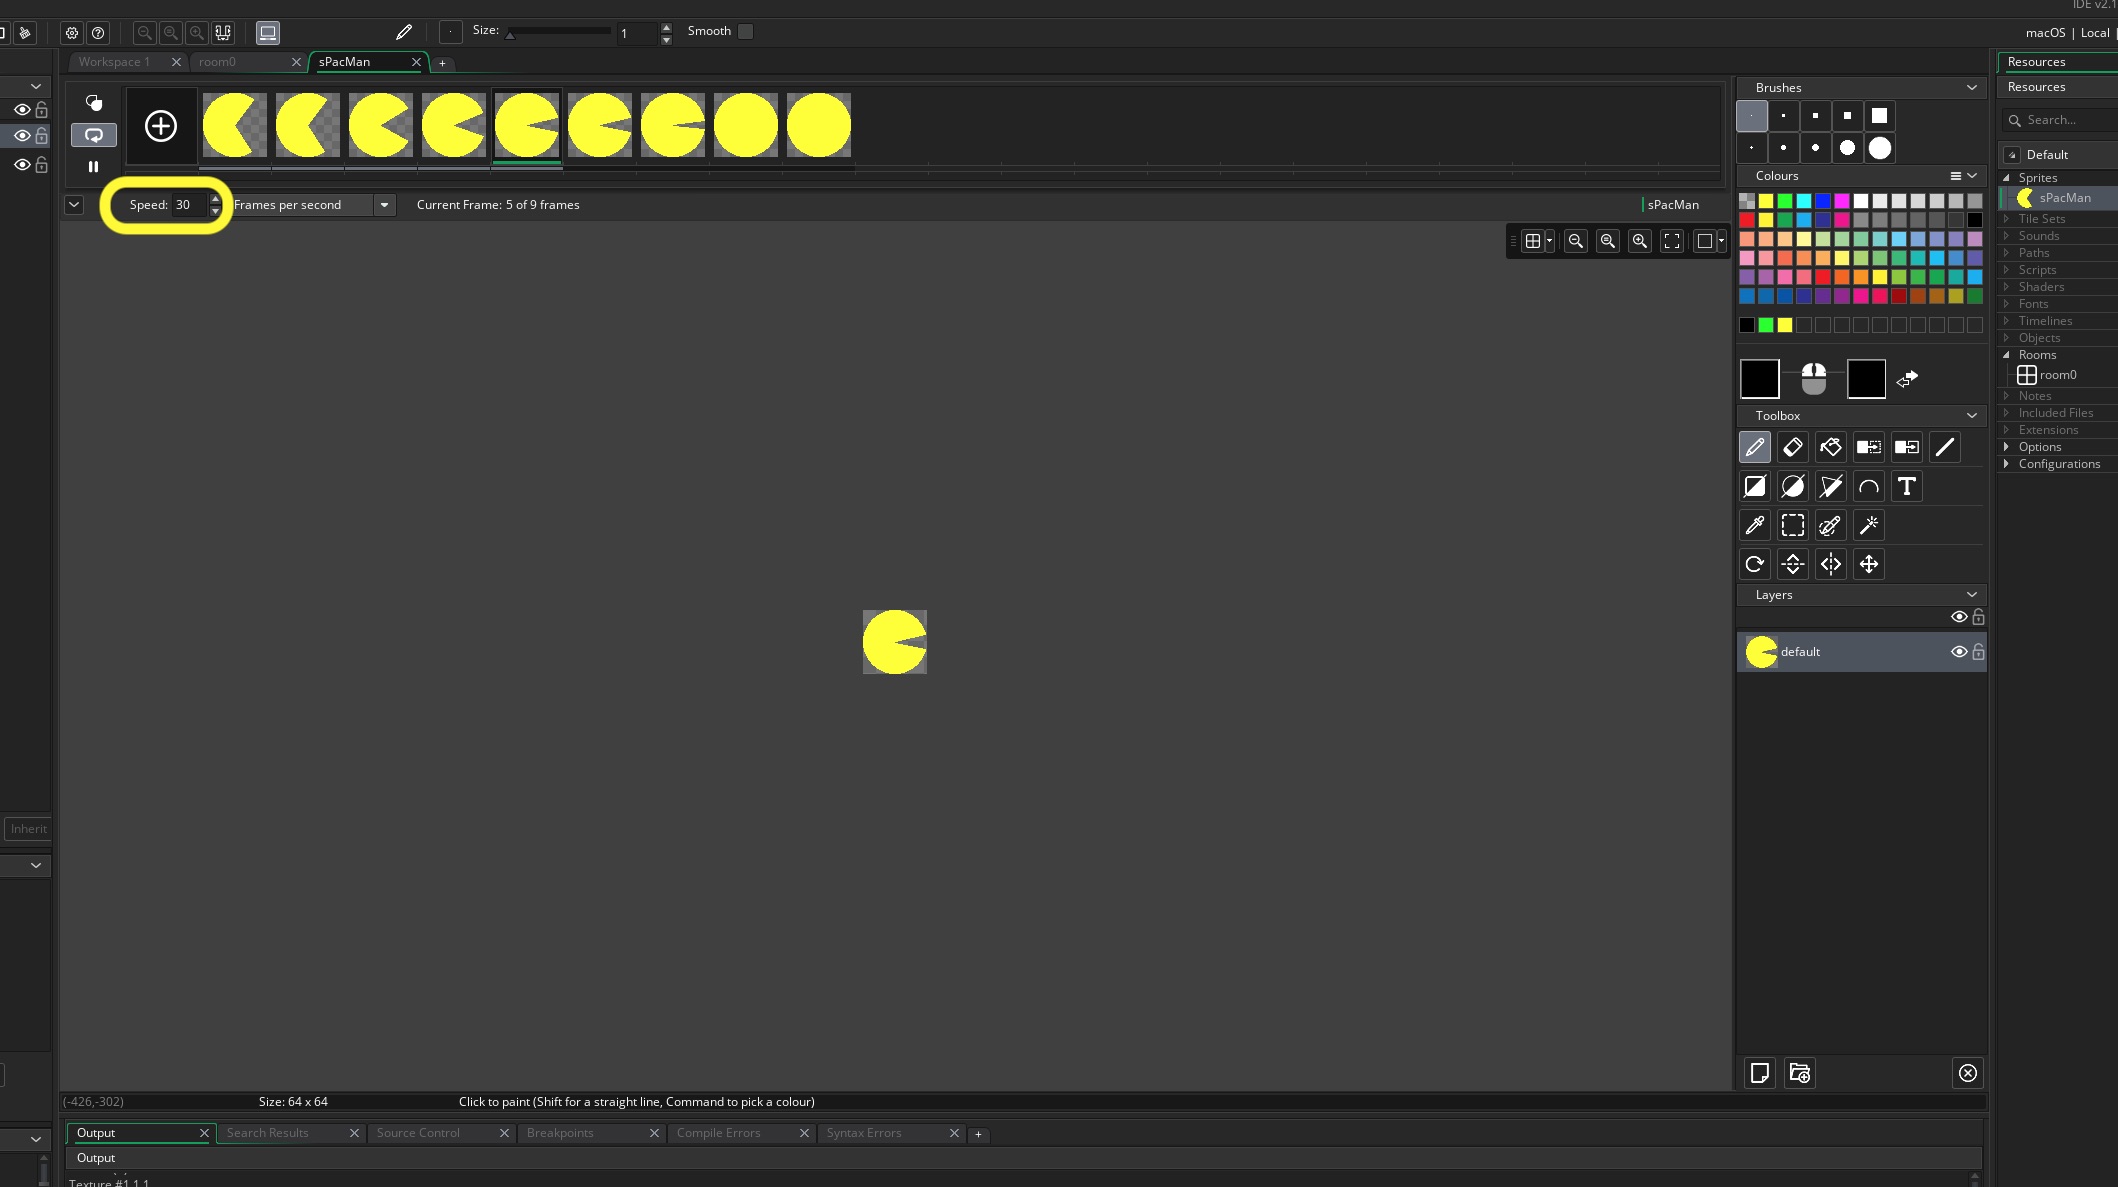 IDE v2.1
Size:
1
Smooth
macOS | Local |
Workspace 1
room0
sPacMan
+
Resources
Brushes
Resources
Search...
Default
Colours
Sprites
sPacMan
Speed: 30
Frames per second
Current Frame: 5 of 9 frames
sPacMan
Tile Sets
Sounds
Paths
Scripts
Shaders
Fonts
Timelines
Objects
Rooms
room0
Notes
Included Files
Extensions
Options
Configurations
Toolbox
T
Layers
default
Inherit
(-426,-302)
Size: 64 x 64
Click to paint (Shift for a straight line, Command to pick a colour)
Output
Search Results
Source Control
Breakpoints
Compile Errors
Syntax Errors
+
Output
Texture #1 1 1